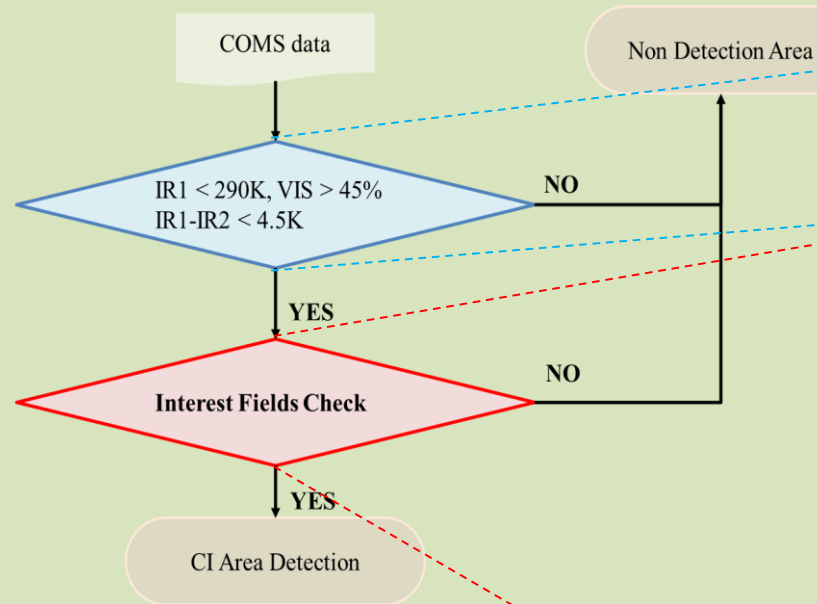 COMS data
Non Detection Area
IR1 < 290K, VIS > 45%
IR1-IR2 < 4.5K
NO
YES
Interest Fields Check
NO
YES
CI Area Detection